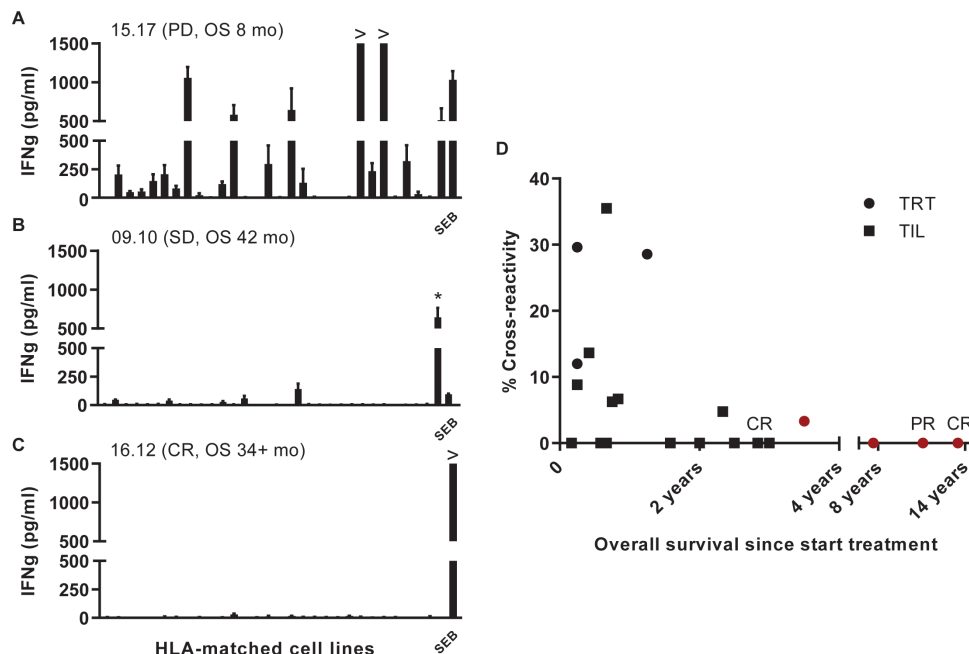 A
15.17 (PD, OS 8 mo)
> >
IFNg (pg/ml)
1500
1000
500
500
250
0
SEB
B
09.10 (SD, OS 42 mo)
*
IFNg (pg/ml)
1500
1000
500
500
250
0
SEB
C
16.12 (CR, OS 34+ mo)
>
IFNg (pg/ml)
1500
1000
500
500
250
0
SEB
HLA-matched cell lines
D
TRT
TIL
% Cross-reactivity
40
30
20
10
0
CR PR CR
0 2 years 4 years 8 years 14 years
Overall survival since start treatment